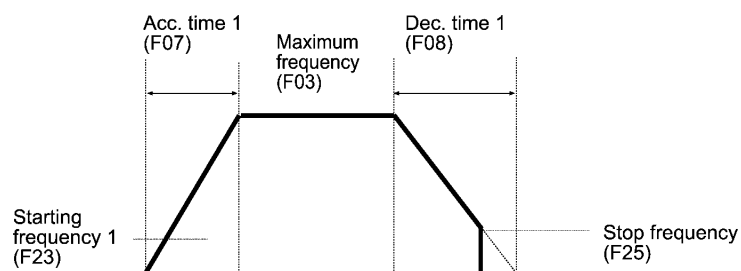 Acc. time 1
(F07)
Maximum
frequency
(F03)
Dec. time 1
(F08)
Starting
frequency 1
(F23)
Stop frequency
(F25)